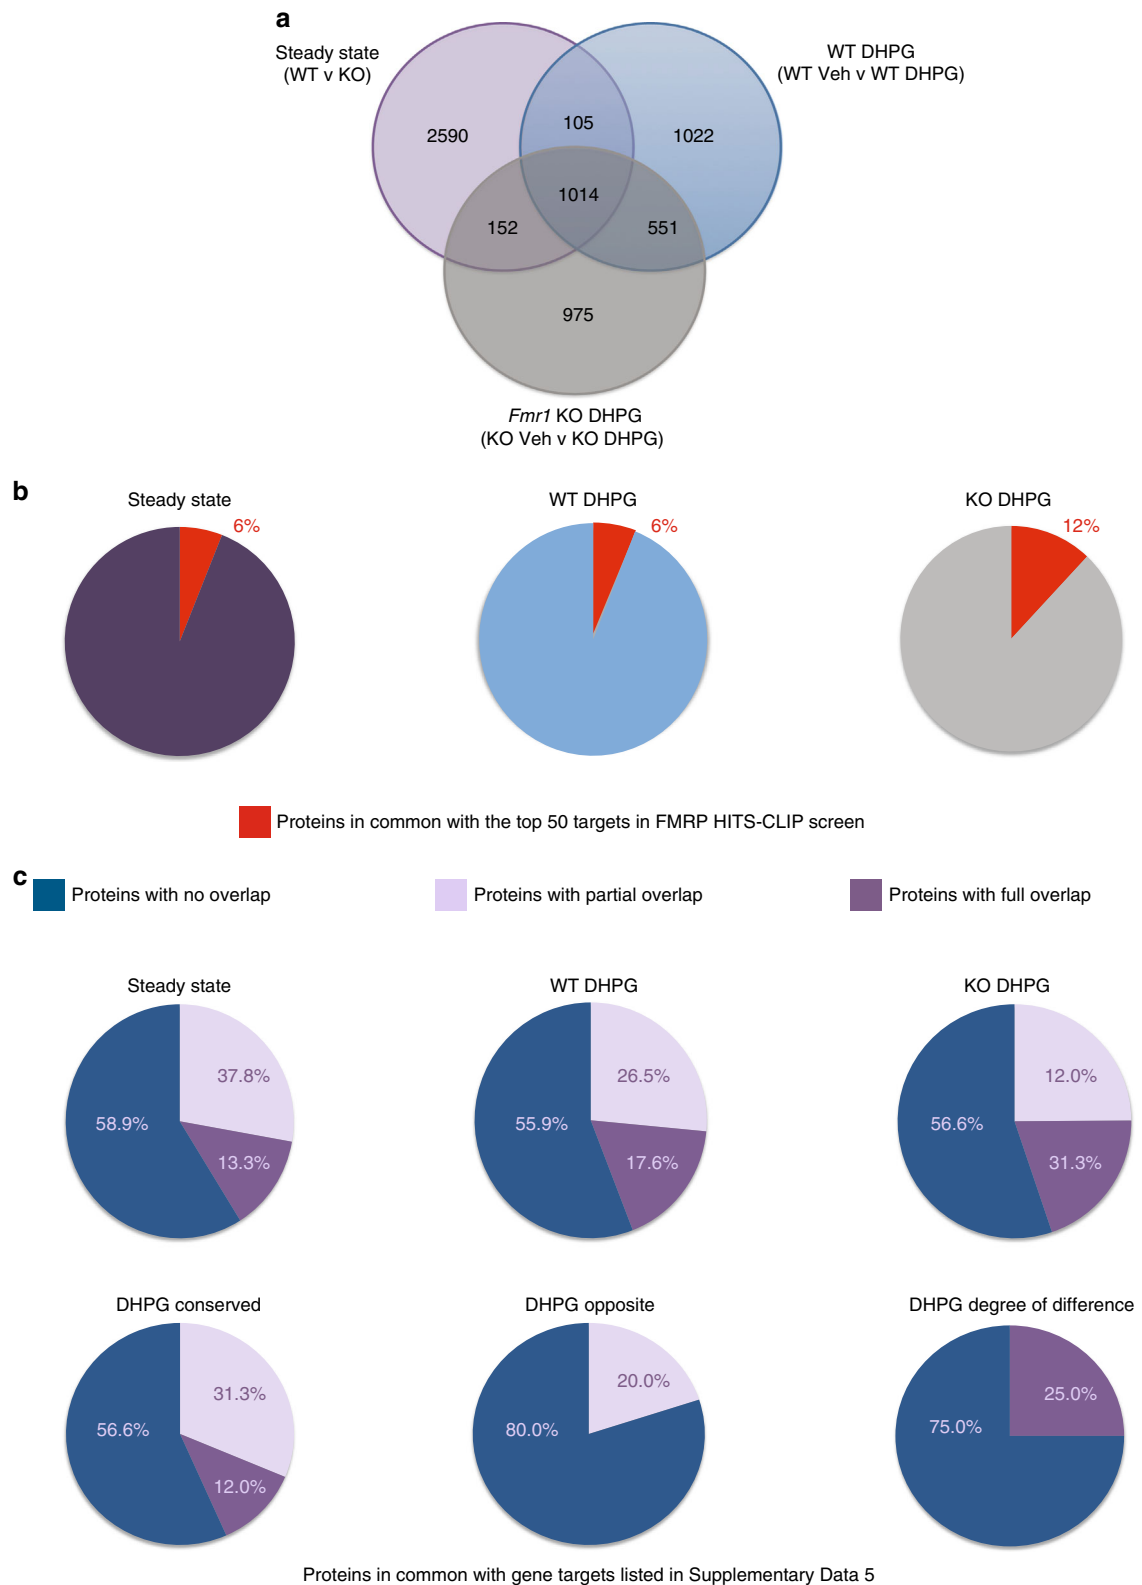 a
Steady state
(WT v KO)
WT DHPG
(WT Veh v WT DHPG)
2590
105
1022
1014
152
551
975
Fmr1 KO DHPG
(KO Veh v KO DHPG)
b
Steady state
WT DHPG
KO DHPG
6%
6%
12%
Proteins in common with the top 50 targets in FMRP HITS-CLIP screen
c
Proteins with no overlap
Proteins with partial overlap
Proteins with full overlap
Steady state
WT DHPG
KO DHPG
37.8%
58.9%
13.3%
26.5%
55.9%
17.6%
12.0%
56.6%
31.3%
DHPG conserved
DHPG opposite
DHPG degree of difference
31.3%
56.6%
12.0%
20.0%
80.0%
25.0%
75.0%
Proteins in common with gene targets listed in Supplementary Data 5